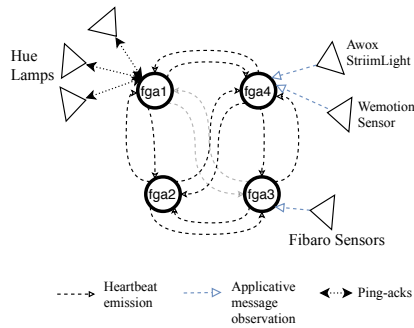 Hue
Lamps
Awox
StriimLight
fga1
fga4
Wemotion
Sensor
fga2
fga3
Fibaro Sensors
Heartbeat
emission
Applicative
message
observation
Ping-acks